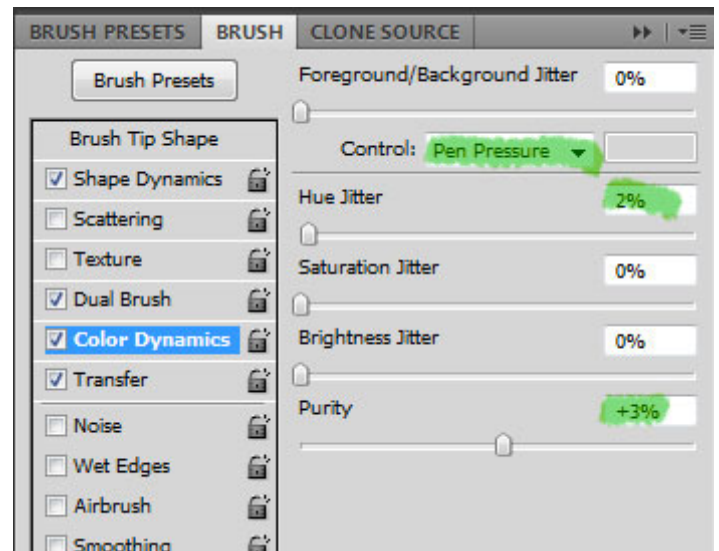 BRUSH PRESETS BRUSH CLONE SOURCE
Brush Presets
Brush Tip Shape
Shape Dynamics
Scattering
Texture
Dual Brush
Color Dynamics
Transfer
Noise
Wet Edges
Airbrush
Smoothing
Foreground/Background Jitter 0%
Control: Pen Pressure
Hue Jitter 2%
Saturation Jitter 0%
Brightness Jitter 0%
Purity +3%